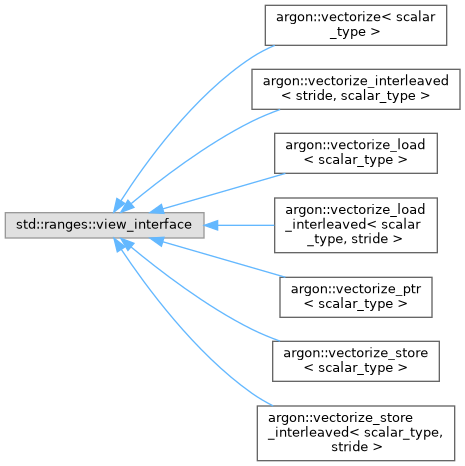 argon::vectorize< scalar
_type >
argon::vectorize_interleaved
< stride, scalar_type >
argon::vectorize_load
< scalar_type >
std::ranges::view_interface
argon::vectorize_load
_interleaved< scalar
_type, stride >
argon::vectorize_ptr
< scalar_type >
argon::vectorize_store
< scalar_type >
argon::vectorize_store
_interleaved< scalar_type,
stride >